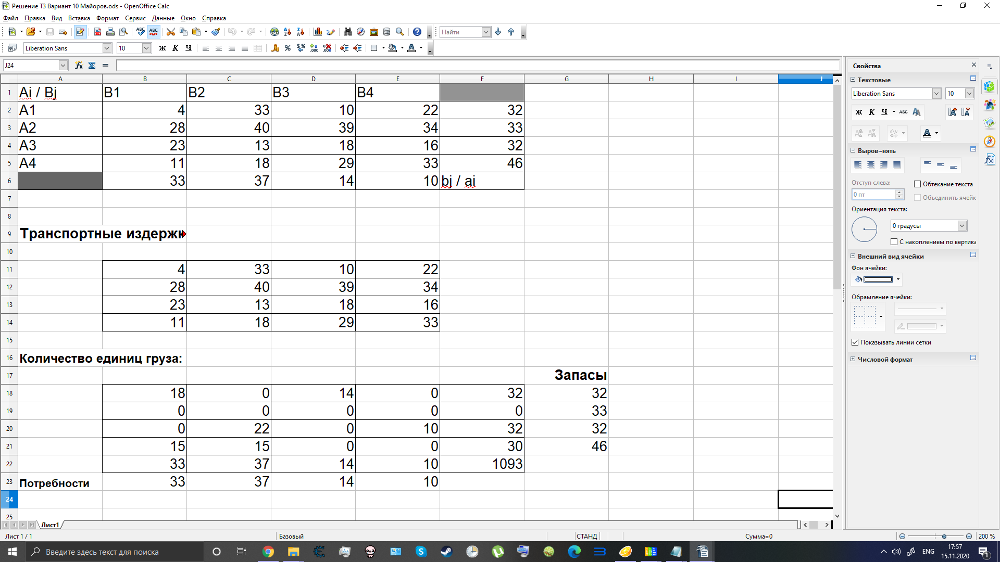 Решение ТЗ Вариант 10 Майоров.ods - OpenOffice Calc
Файл Правка Вид Вставка Формат Сервис Данные Окно Справка
Найти
Liberation Sans 10 Ж К Ч
J24
A B C D E F G H I J
1 Ai / Bj B1 B2 B3 B4
2 A1 4 33 10 22 32
3 A2 28 40 39 34 33
4 A3 23 13 18 16 32
5 A4 11 18 29 33 46
6 33 37 14 10 bj / ai
7
8
9 Транспортные издержк
10
11 4 33 10 22
12 28 40 39 34
13 23 13 18 16
14 11 18 29 33
15
16 Количество единиц груза:
17 Запасы
18 18 0 14 0 32 32
19 0 0 0 0 0 33
20 0 22 0 10 32 32
21 15 15 0 0 30 46
22 33 37 14 10 1093
23 Потребности 33 37 14 10
24
25
Лист1
Лист 1 / 1 Базовый СТАНД Сумма=0 200 %
Свойства
Текстовые
Liberation Sans 10
Ж К Ч ABC
Выров~нять
Отступ слева:
Обтекание текста
0 пт
Объединить ячейк
Ориентация текста:
0 градусы
С накоплением по вертика
Внешний вид ячейки
Фон ячейки:
Обрамление ячейки:
Показывать линии сетки
Числовой формат
Введите здесь текст для поиска
ENG
17:57
15.11.2020
1